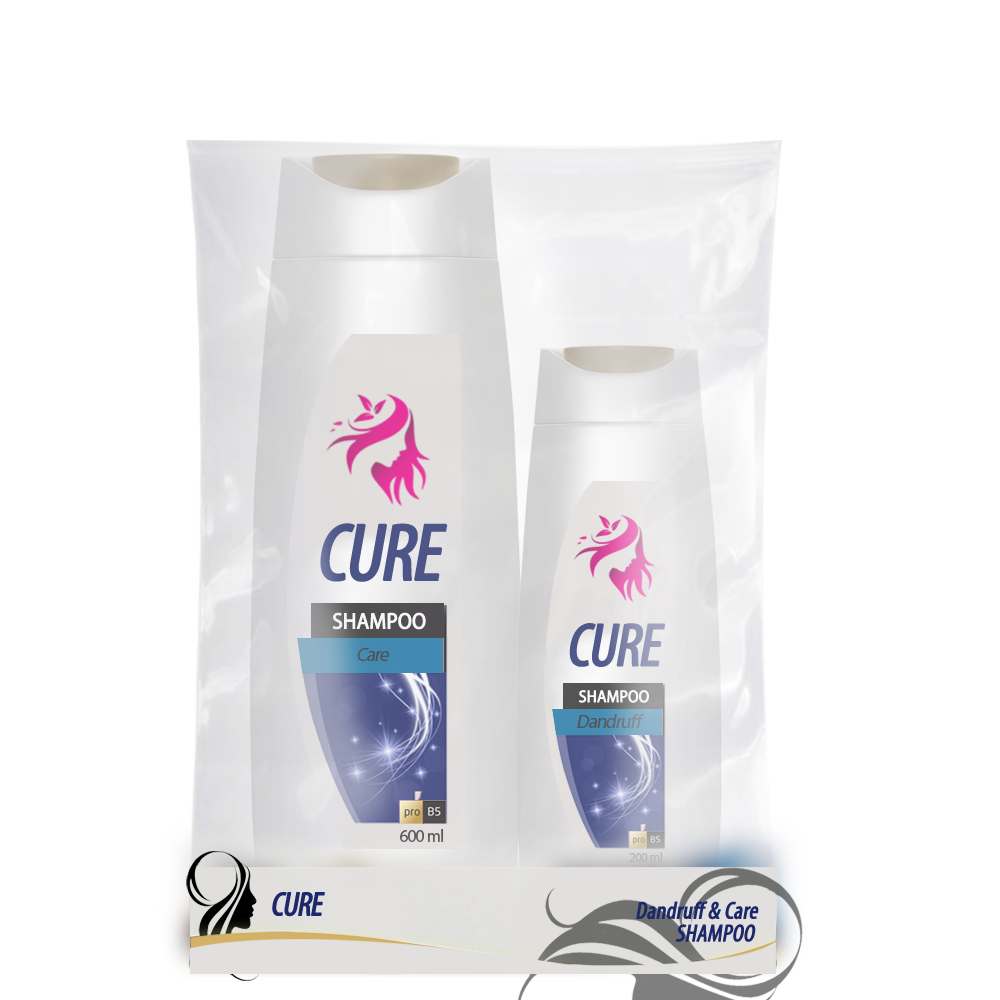 CURE
SHAMPOO
Care
pro B5
600 ml
CURE
SHAMPOO
Dandruff
pro B5
200 ml
CURE
Dandruff & Care
SHAMPOO